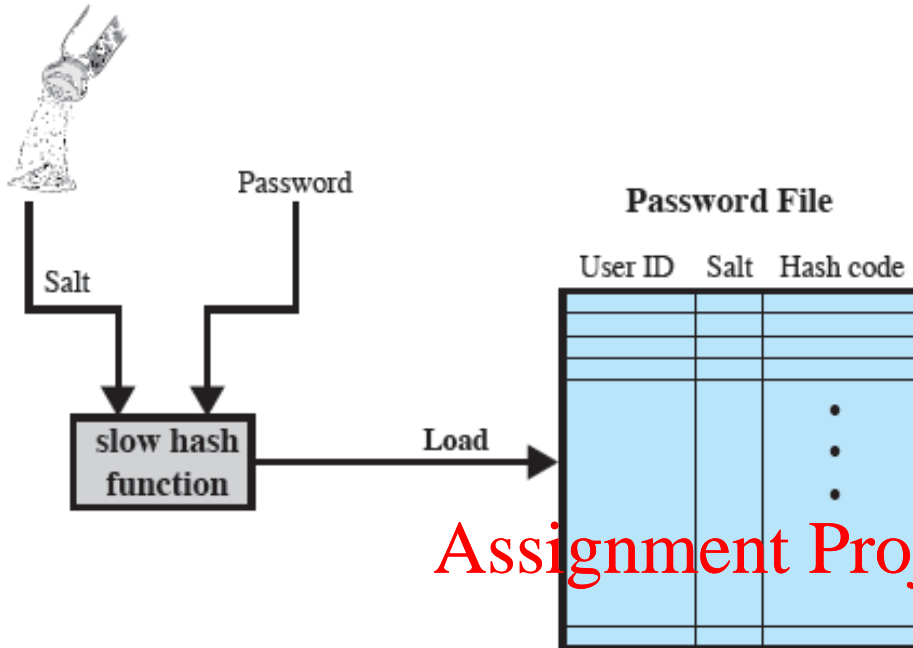 Password
Password File
User ID Salt Hash code
Salt
slow hash
function
Load
Assignment Pro